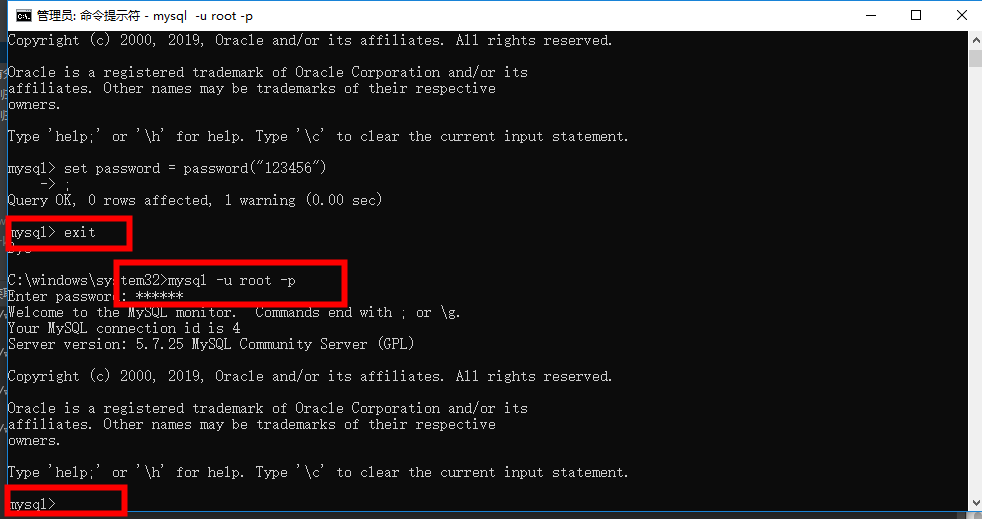 管理员: 命令提示符 - mysql  -u root -p
Copyright (c) 2000, 2019, Oracle and/or its affiliates. All rights reserved.
Oracle is a registered trademark of Oracle Corporation and/or its
affiliates. Other names may be trademarks of their respective
owners.
Type 'help;' or '\h' for help. Type '\c' to clear the current input statement.
mysql> set password = password("123456")
    -> ;
Query OK, 0 rows affected, 1 warning (0.00 sec)
mysql> exit
Bye
C:\windows\system32>mysql -u root -p
Enter password: ******
Welcome to the MySQL monitor.  Commands end with ; or \g.
Your MySQL connection id is 4
Server version: 5.7.25 MySQL Community Server (GPL)
Copyright (c) 2000, 2019, Oracle and/or its affiliates. All rights reserved.
Oracle is a registered trademark of Oracle Corporation and/or its
affiliates. Other names may be trademarks of their respective
owners.
Type 'help;' or '\h' for help. Type '\c' to clear the current input statement.
mysql>